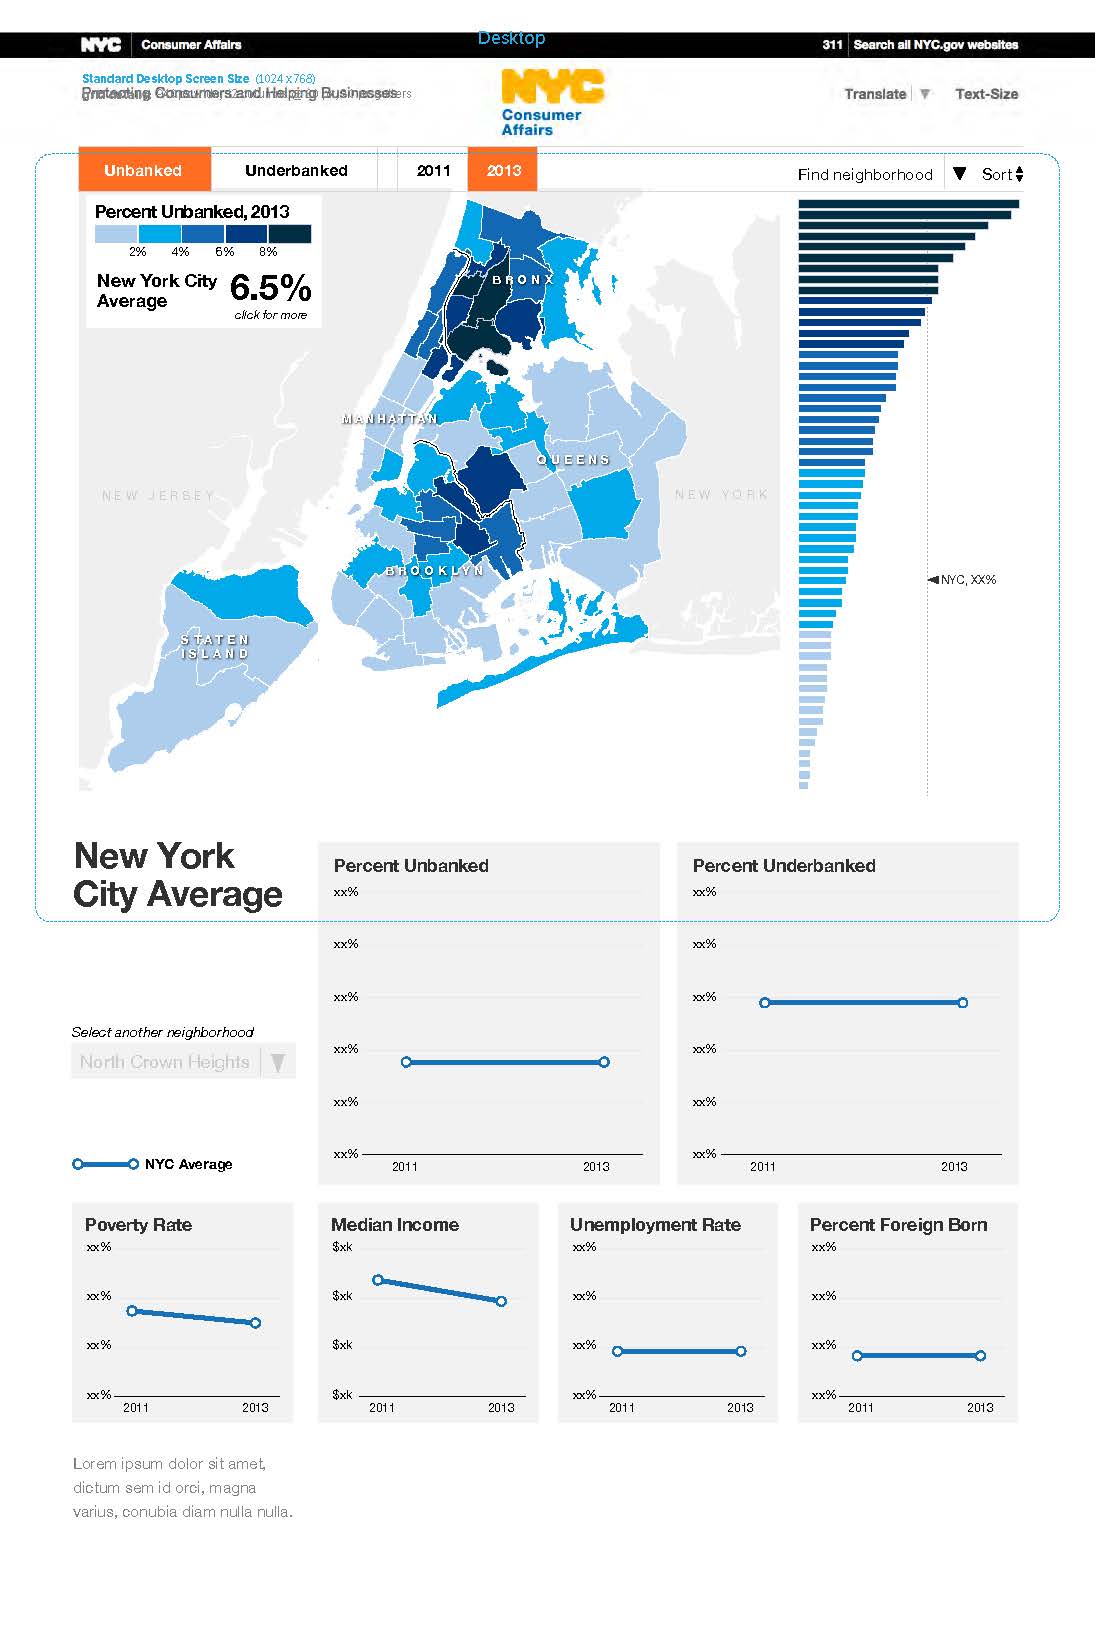 Desktop
NYC Consumer Affairs 311 Search all NYC.gov websites
Standard Desktop Screen Size (1024 x 768)
Protecting Consumers and Helping Businesses
NYC
Consumer
Affairs
Translate ▼ Text-Size
Unbanked Underbanked 2011 2013
Find neighborhood ▼ Sort
Percent Unbanked, 2013
2% 4% 6% 8%
New York City
Average
6.5%
click for more
BRONX
MANHATTAN
QUEENS
NEW JERSEY
NEW YORK
BROOKLYN
STATEN
ISLAND
NYC, XX%
New York
City Average
Select another neighborhood
North Crown Heights ▼
NYC Average
Percent Unbanked
xx%
xx%
xx%
xx%
xx%
xx%
2011 2013
Percent Underbanked
xx%
xx%
xx%
xx%
xx%
xx%
2011 2013
Poverty Rate
xx%
xx%
xx%
xx%
2011 2013
Median Income
$xk
$xk
$xk
$xk
2011 2013
Unemployment Rate
xx%
xx%
xx%
xx%
2011 2013
Percent Foreign Born
xx%
xx%
xx%
xx%
2011 2013
Lorem ipsum dolor sit amet,
dictum sem id orci, magna
varius, conubia diam nulla nulla.